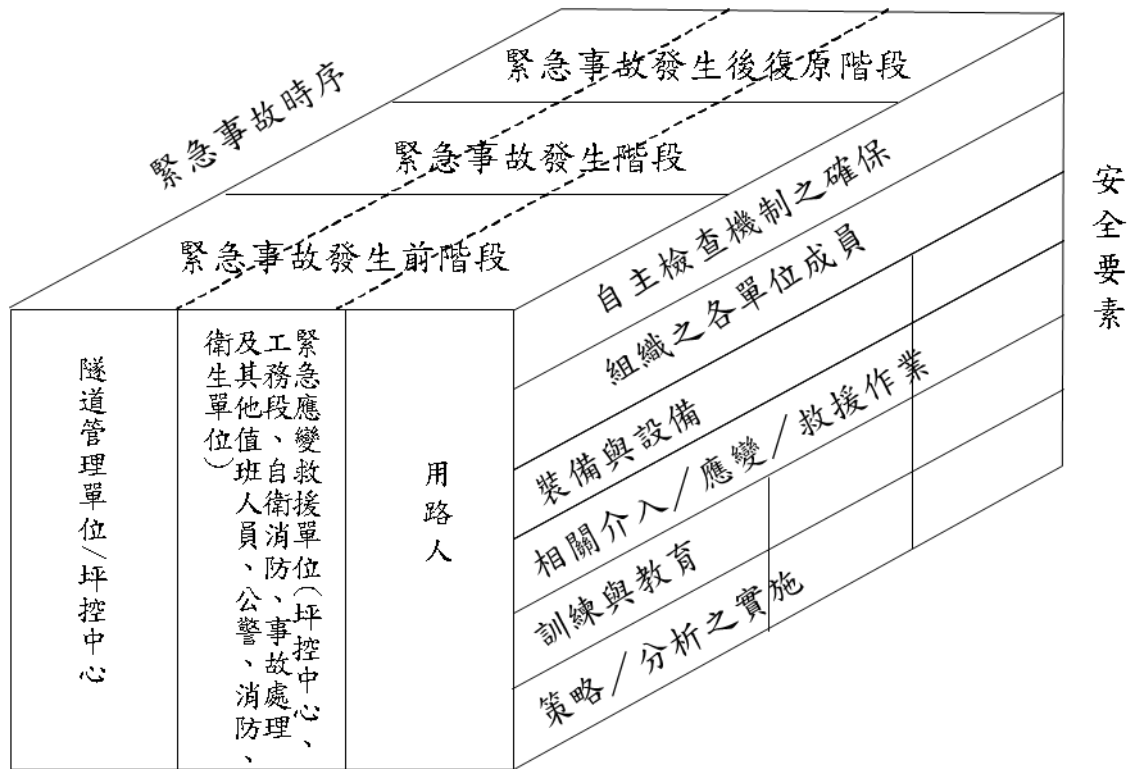 緊急事故時序
緊急事故發生後復原階段
緊急事故發生階段
緊急事故發生前階段
安全要素
自主檢查機制之確保
組織之各單位成員
裝備與設備
相關介入/應變/救援作業
訓練與教育
策略/分析之實施
隧道管理單位/坪控中心
緊急應變救援單位(坪控中心、
工務段、自衛消防、事故處理
及其他值班人員、公警、消防、
衛生單位)
用路人